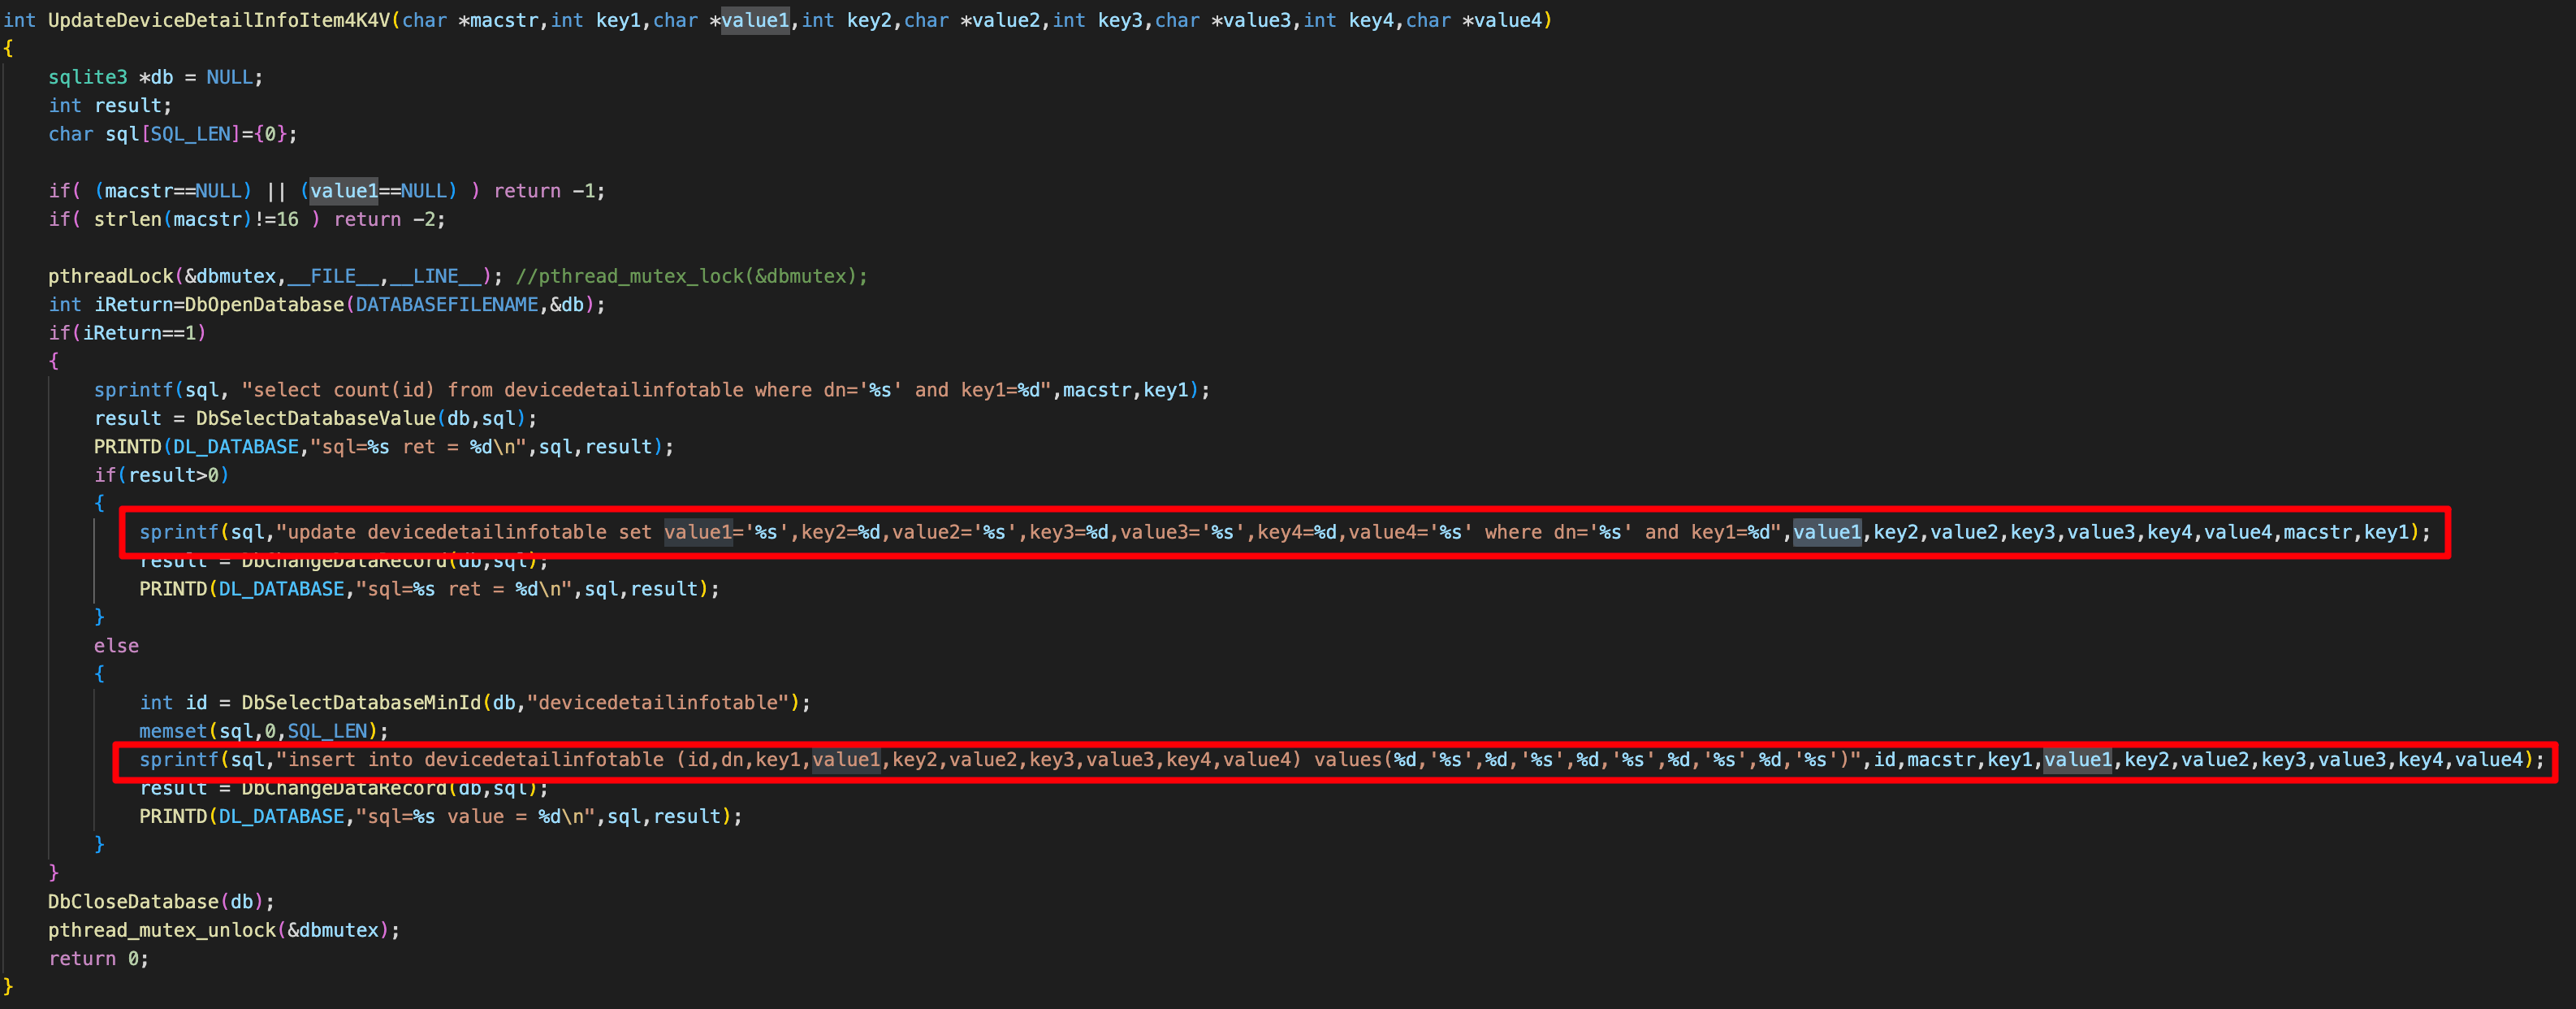 int UpdateDeviceDetailInfoItem4K4V(char *macstr,int key1,char *value1,int key2,char *value2,int key3,char *value3,int key4,char *value4)
{
sqlite3 *db = NULL;
int result;
char sql[SQL_LEN]={0};
if( (macstr==NULL) || (value1==NULL) ) return -1;
if( strlen(macstr)!=16 ) return -2;
pthreadLock(&dbmutex,__FILE__,__LINE__); //pthread_mutex_lock(&dbmutex);
int iReturn=DbOpenDatabase(DATABASEFILENAME,&db);
if(iReturn==1)
{
sprintf(sql, "select count(id) from devicedetailinfotable where dn='%s' and key1=%d",macstr,key1);
result = DbSelectDatabaseValue(db,sql);
PRINTD(DL_DATABASE,"sql=%s ret = %d\n",sql,result);
if(result>0)
{
sprintf(sql,"update devicedetailinfotable set value1='%s',key2=%d,value2='%s',key3=%d,value3='%s',key4=%d,value4='%s' where dn='%s' and key1=%d",value1,key2,value2,key3,value3,key4,value4,macstr,key1);
result = DbChangeDataRecord(db,sql);
PRINTD(DL_DATABASE,"sql=%s ret = %d\n",sql,result);
}
else
{
int id = DbSelectDatabaseMinId(db,"devicedetailinfotable");
memset(sql,0,SQL_LEN);
sprintf(sql,"insert into devicedetailinfotable (id,dn,key1,value1,key2,value2,key3,value3,key4,value4) values(%d,'%s',%d,'%s',%d,'%s',%d,'%s',%d,'%s')",id,macstr,key1,value1,key2,value2,key3,value3,key4,value4);
result = DbChangeDataRecord(db,sql);
PRINTD(DL_DATABASE,"sql=%s value = %d\n",sql,result);
}
}
DbCloseDatabase(db);
pthread_mutex_unlock(&dbmutex);
return 0;
}